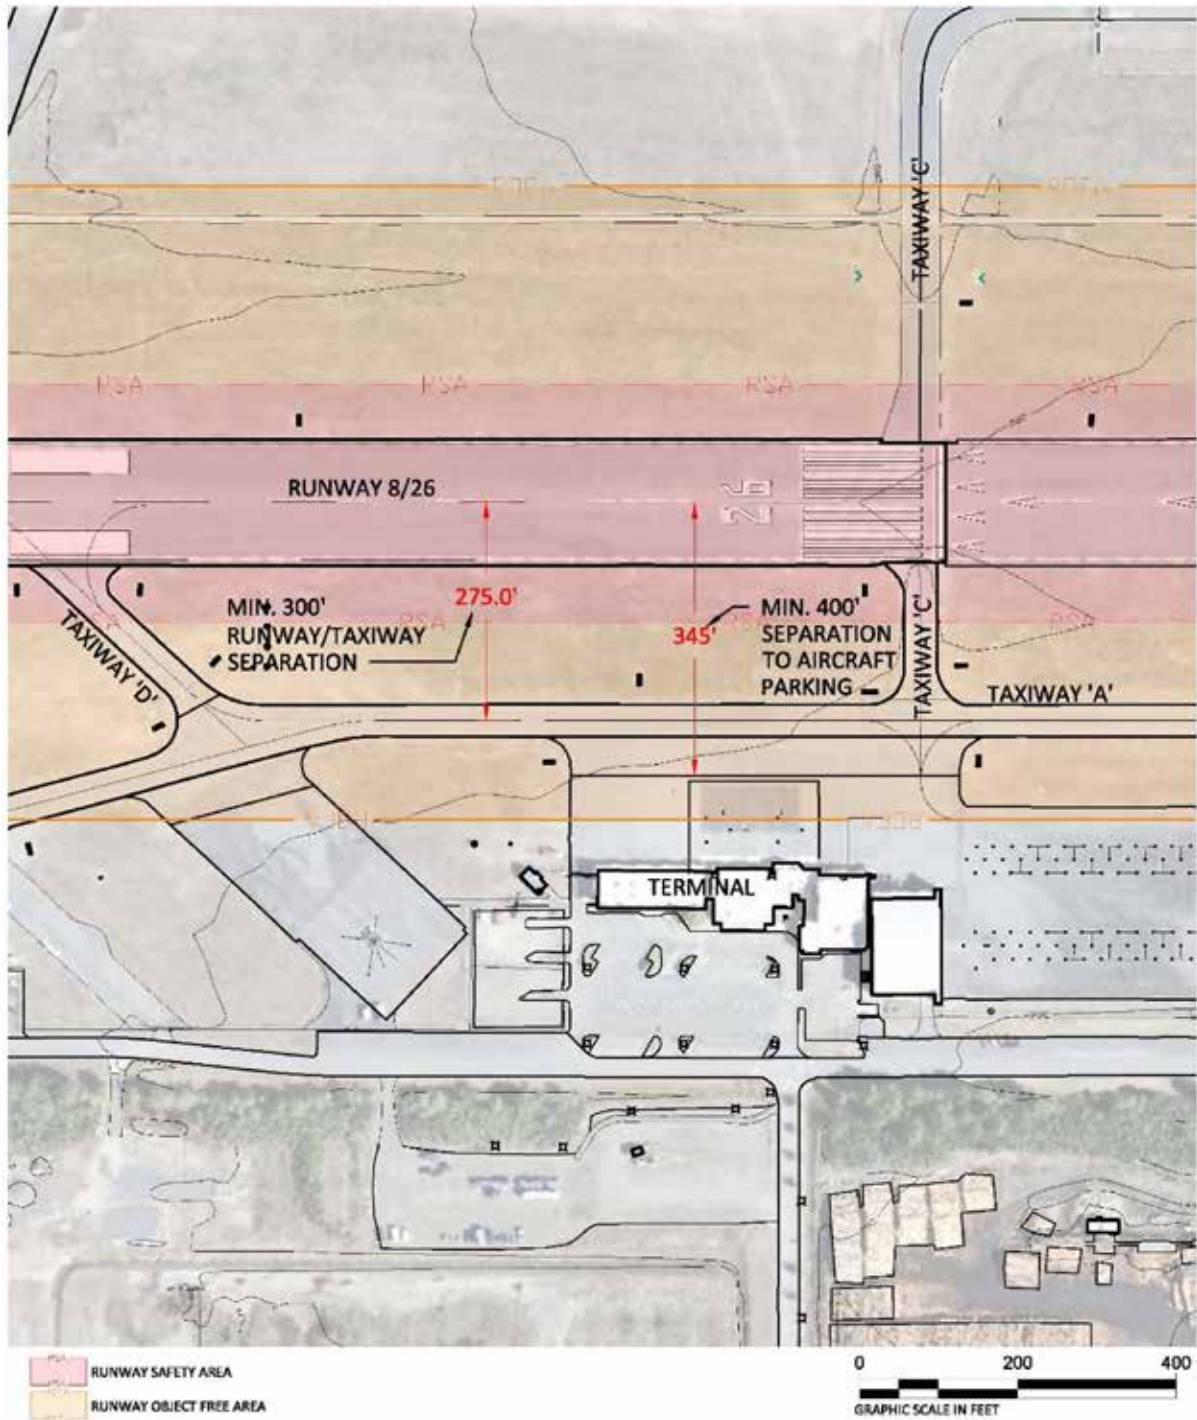 TAXIWAY 'C'
RSA
RSA
RSA
RSA
RUNWAY 8/26
26
275.0'
MIN. 300'
RUNWAY/TAXIWAY
SEPARATION
345'
MIN. 400'
SEPARATION
TO AIRCRAFT
PARKING
TAXIWAY 'D'
TAXIWAY 'C'
TAXIWAY 'A'
TERMINAL
RUNWAY SAFETY AREA
RUNWAY OBJECT FREE AREA
0 200 400
GRAPHIC SCALE IN FEET